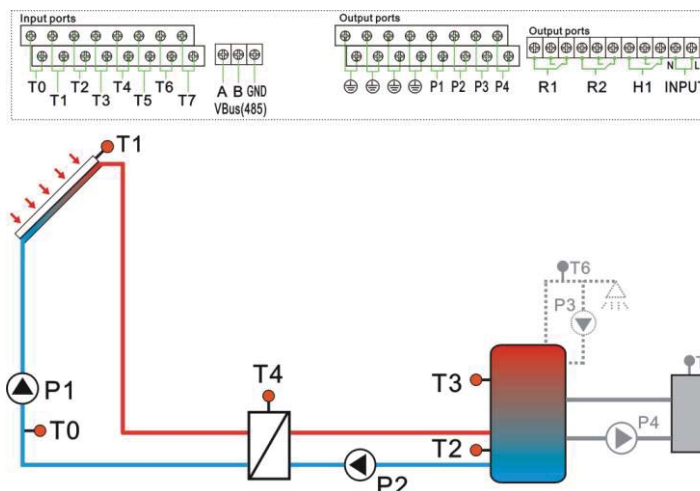 Input ports
T0 T2 T4 T6
T1 T3 T5 T7
A B GND
VBus(485)
Output ports
P1 P2 P3 P4
Output ports
N L
R1 R2 H1 INPUT
T1
T6
P3
T4
T3
P1
P4
T0
T2
P2